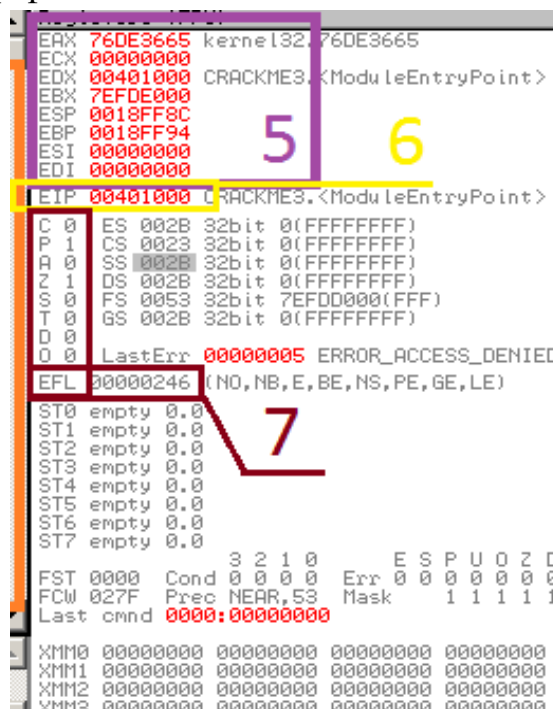 Registers (FPU)
EAX 76DE3665 kernel32.76DE3665
ECX 00000000
EDX 00401000 CRACKME3.<ModuleEntryPoint>
EBX 7EFDE000
ESP 0018FF8C
EBP 0018FF94
ESI 00000000
EDI 00000000
5
6
EIP 00401000 CRACKME3.<ModuleEntryPoint>
C 0 ES 002B 32bit 0(FFFFFFFF)
P 1 CS 0023 32bit 0(FFFFFFFF)
A 0 SS 002B 32bit 0(FFFFFFFF)
Z 1 DS 002B 32bit 0(FFFFFFFF)
S 0 FS 0053 32bit 7EFDD000(FFF)
T 0 GS 002B 32bit 0(FFFFFFFF)
D 0
O 0 LastErr 00000005 ERROR_ACCESS_DENIED
EFL 00000246 (NO,NB,E,BE,NS,PE,GE,LE)
7
ST0 empty 0.0
ST1 empty 0.0
ST2 empty 0.0
ST3 empty 0.0
ST4 empty 0.0
ST5 empty 0.0
ST6 empty 0.0
ST7 empty 0.0
3 2 1 0 E S P U O Z D
FST 0000 Cond 0 0 0 0 Err 0 0 0 0 0 0 0
FCW 027F Prec NEAR,53 Mask 1 1 1 1 1
Last cmnd 0000:00000000
XMM0 00000000 00000000 00000000 00000000
XMM1 00000000 00000000 00000000 00000000
XMM2 00000000 00000000 00000000 00000000